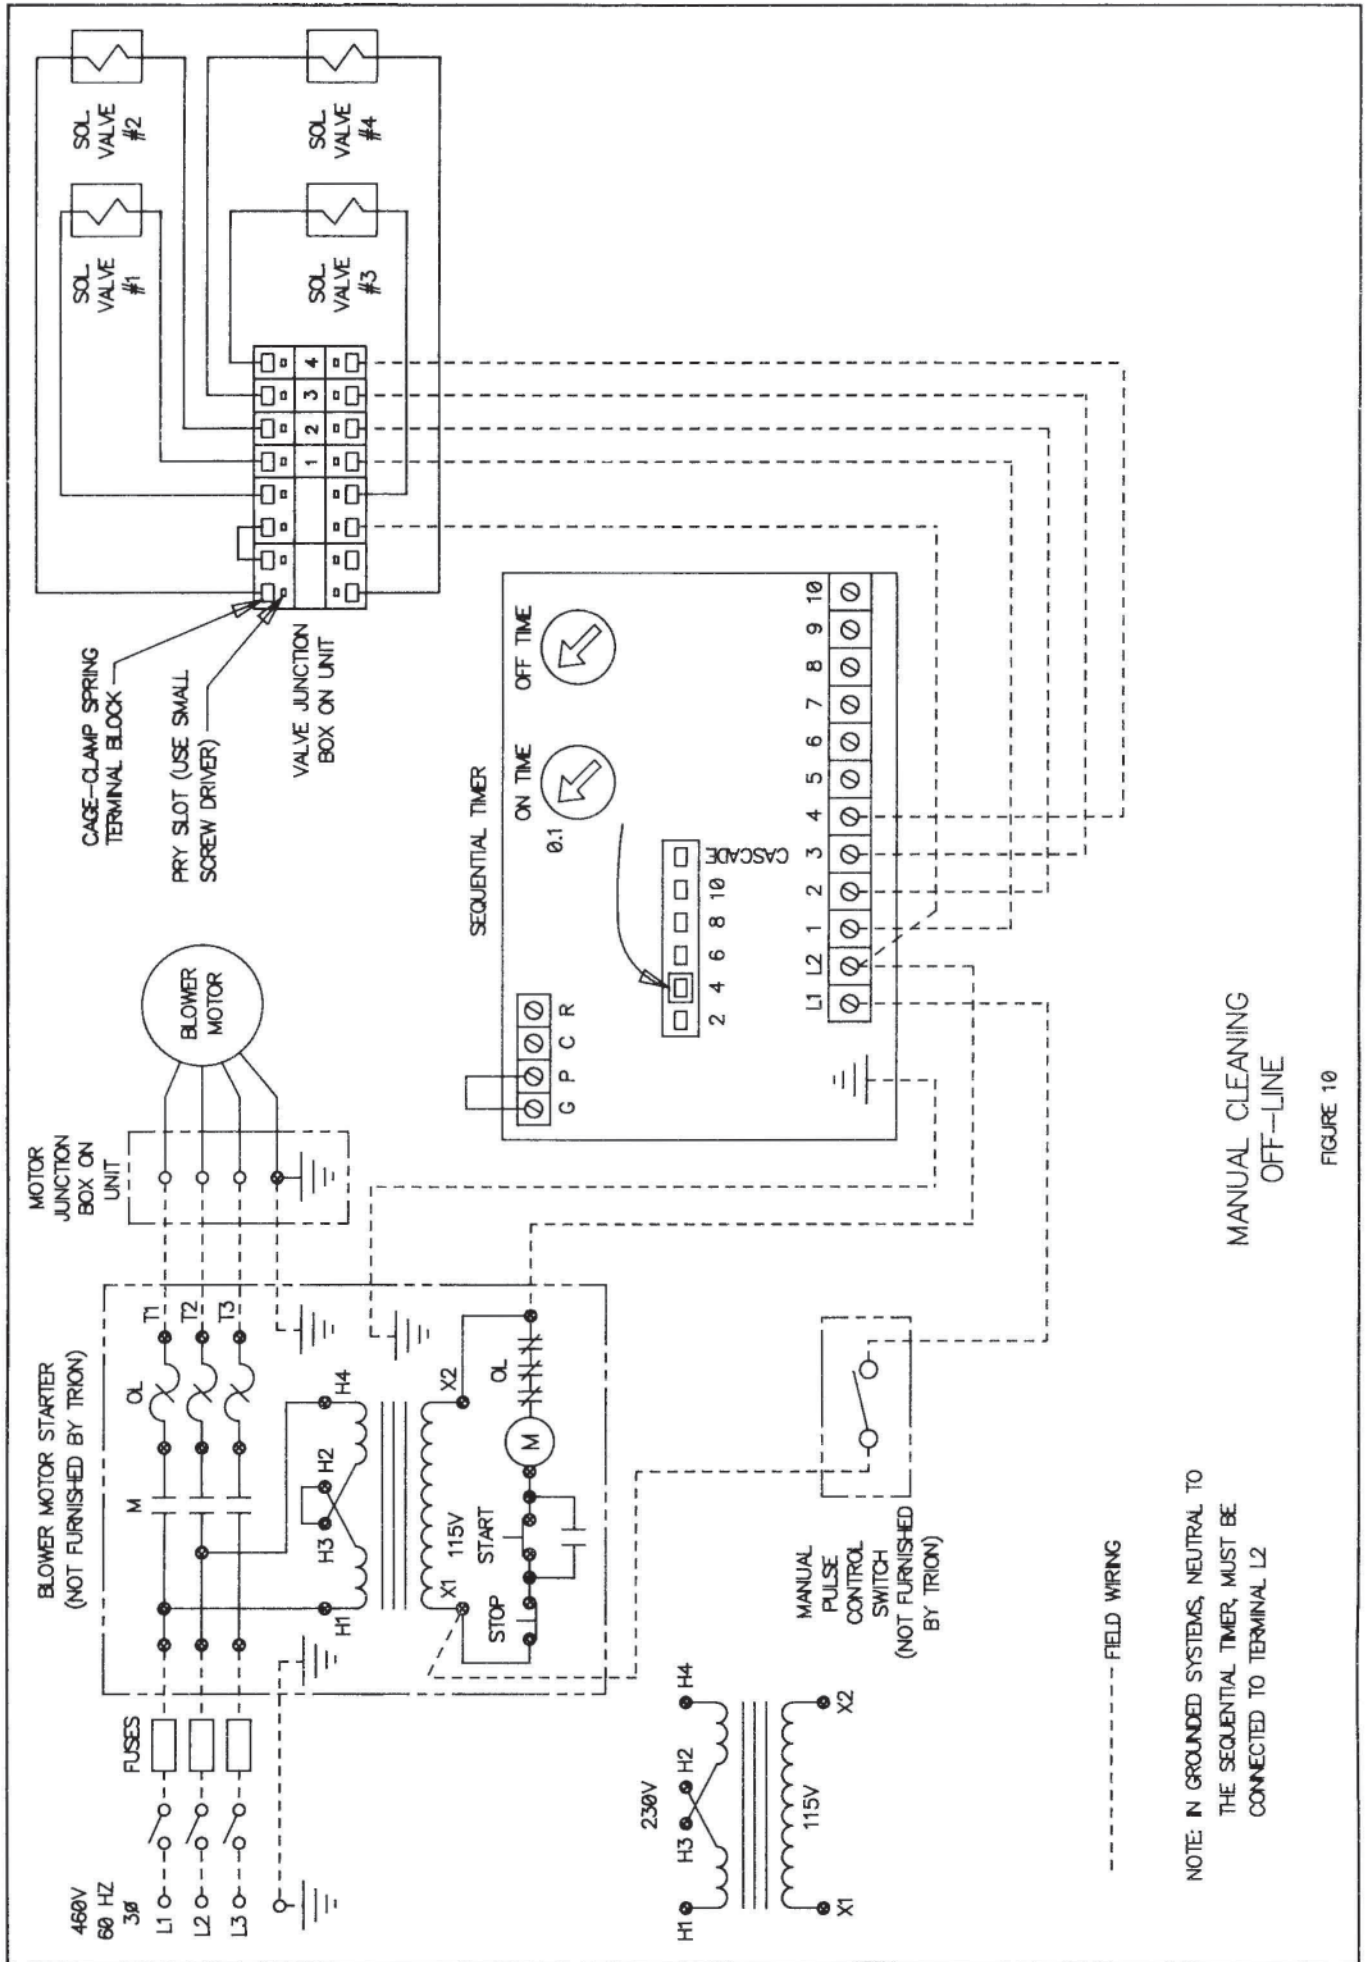 460V
60 HZ
3Ø
L1
L2
L3
FUSES
BLOWER MOTOR STARTER
(NOT FURNISHED BY TRION)
M
OL
T1
T2
T3
H1
H3
H2
H4
X1
115V
X2
STOP
START
M
OL
MOTOR
JUNCTION
BOX ON
UNIT
BLOWER
MOTOR
CAGE-CLAMP SPRING
TERMINAL BLOCK
PRY SLOT (USE SMALL
SCREW DRIVER)
VALVE JUNCTION
BOX ON UNIT
1
2
3
4
SOL.
VALVE
#1
SOL.
VALVE
#2
SOL.
VALVE
#3
SOL.
VALVE
#4
SEQUENTIAL TIMER
G P C R
ON TIME
0.1
OFF TIME
2 4 6 8 10 CASCADE
L1 L2 1 2 3 4 5 6 7 8 9 10
230V
H1 H3 H2 H4
115V
X1 X2
MANUAL
PULSE
CONTROL
SWITCH
(NOT FURNISHED
BY TRION)
FIELD WIRING
NOTE: IN GROUNDED SYSTEMS, NEUTRAL TO
THE SEQUENTIAL TIMER, MUST BE
CONNECTED TO TERMINAL L2
MANUAL CLEANING
OFF-LINE
FIGURE 10